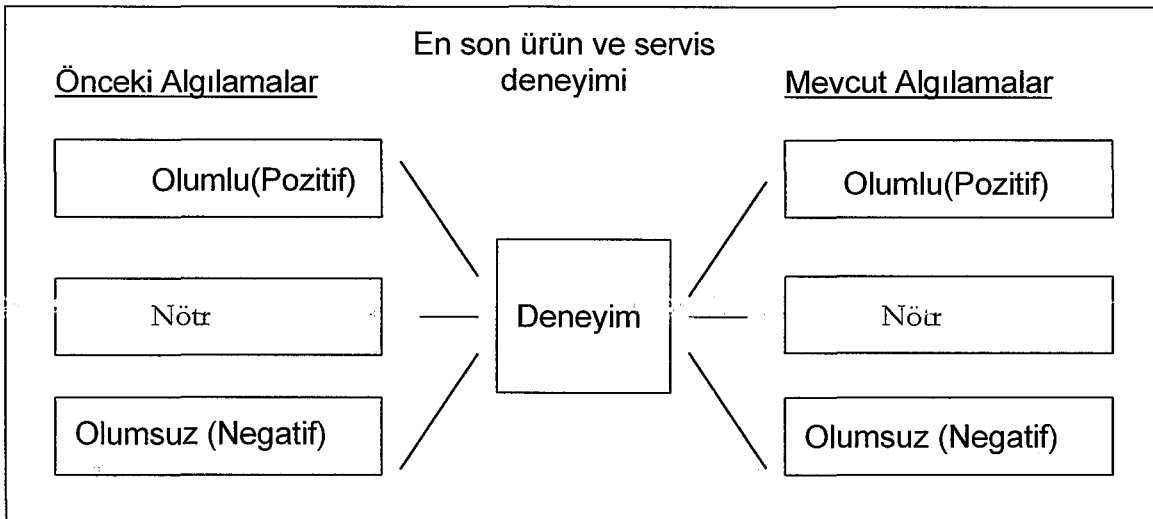 En son ürün ve servis
deneyimi
Önceki Algılamalar
Mevcut Algılamalar
Olumlu(Pozitif)
Olumlu(Pozitif)
Nötr
Deneyim
Nötr
Olumsuz (Negatif)
Olumsuz (Negatif)